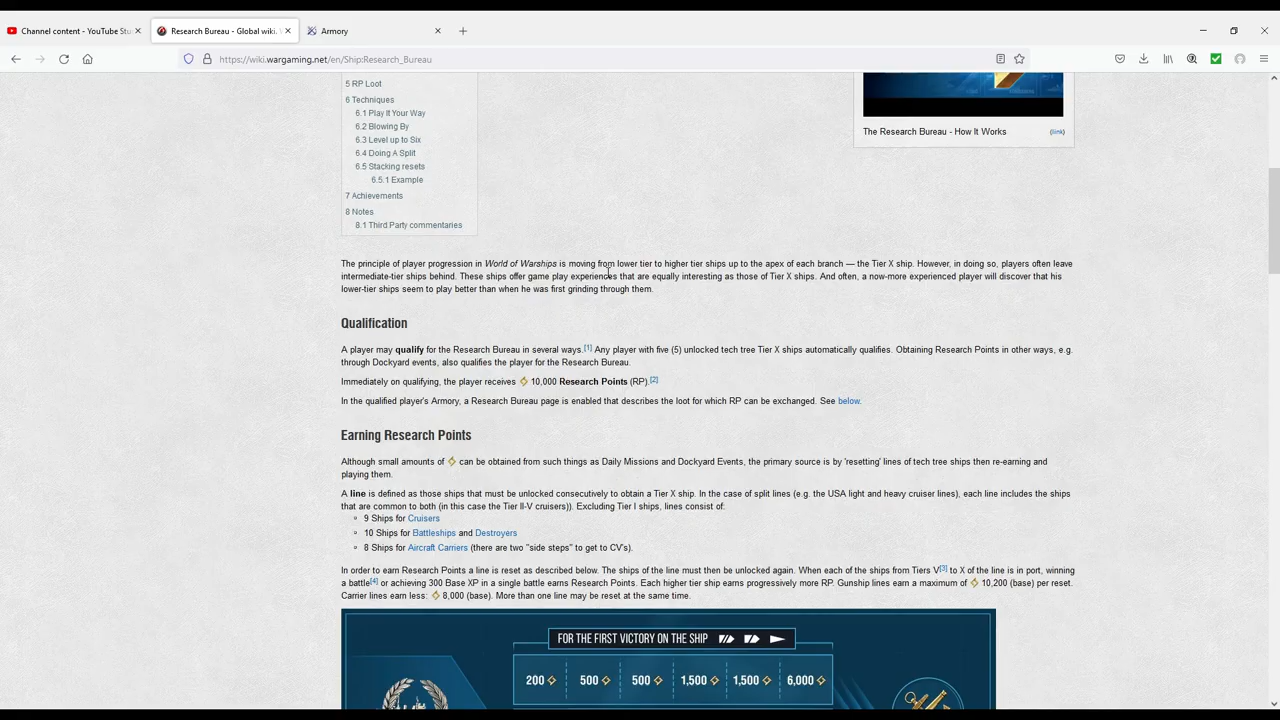 Channel content - YouTube Stu
Research Bureau - Global wiki.
Armory
https://wiki.wargaming.net/en/Ship:Research_Bureau
5 RP Loot
6 Techniques
6.1 Play It Your Way
6.2 Blowing By
6.3 Level up to Six
6.4 Doing A Split
6.5 Stacking resets
6.5.1 Example
7 Achievements
8 Notes
8.1 Third Party commentaries
The Research Bureau - How It Works (link)
The principle of player progression in World of Warships is moving from lower tier to higher tier ships up to the apex of each branch — the Tier X ship. However, in doing so, players often leave
intermediate-tier ships behind. These ships offer game play experiences that are equally interesting as those of Tier X ships. And often, a now-more experienced player will discover that his
lower-tier ships seem to play better than when he was first grinding through them.
Qualification
A player may qualify for the Research Bureau in several ways.[1] Any player with five (5) unlocked tech tree Tier X ships automatically qualifies. Obtaining Research Points in other ways, e.g.
through Dockyard events, also qualifies the player for the Research Bureau.
Immediately on qualifying, the player receives 10,000 Research Points (RP).[2]
In the qualified player's Armory, a Research Bureau page is enabled that describes the loot for which RP can be exchanged. See below.
Earning Research Points
Although small amounts of can be obtained from such things as Daily Missions and Dockyard Events, the primary source is by 'resetting' lines of tech tree ships then re-earning and
playing them.
A line is defined as those ships that must be unlocked consecutively to obtain a Tier X ship. In the case of split lines (e.g. the USA light and heavy cruiser lines), each line includes the ships
that are common to both (in this case the Tier II-V cruisers)). Excluding Tier I ships, lines consist of:
9 Ships for Cruisers
10 Ships for Battleships and Destroyers
8 Ships for Aircraft Carriers (there are two "side steps" to get to CV's).
In order to earn Research Points a line is reset as described below. The ships of the line must then be unlocked again. When each of the ships from Tiers V[3] to X of the line is in port, winning
a battle[4] or achieving 300 Base XP in a single battle earns Research Points. Each higher tier ship earns progressively more RP. Gunship lines earn a maximum of 10,200 (base) per reset.
Carrier lines earn less: 8,000 (base). More than one line may be reset at the same time.
FOR THE FIRST VICTORY ON THE SHIP
200 500 500 1,500 1,500 6,000